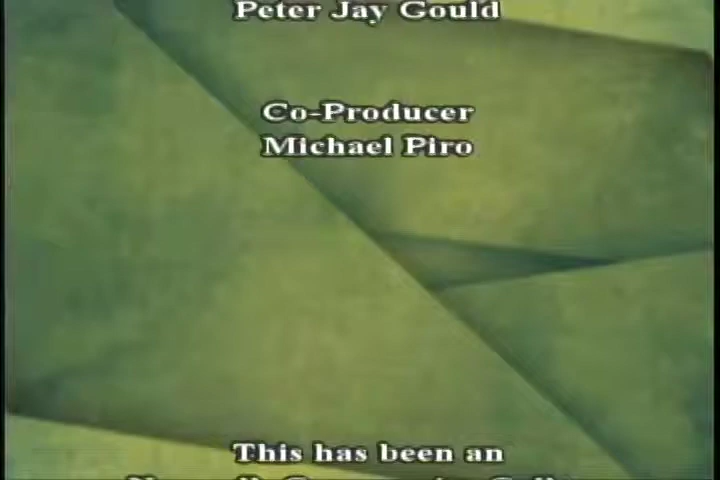 Peter Jay Gould
Co-Producer
Michael Piro
This has been an